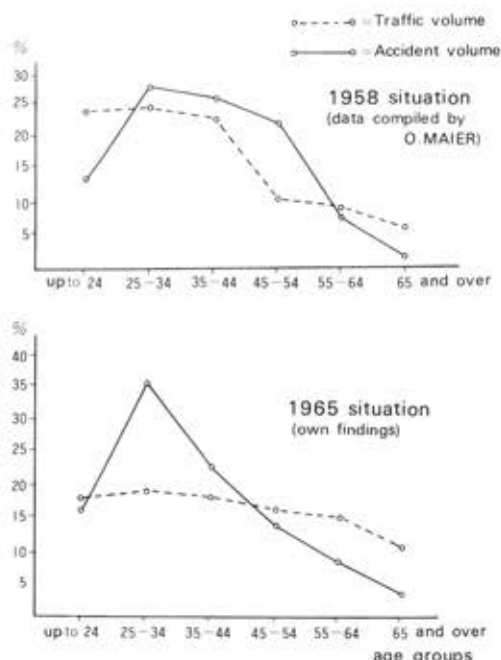 = Traffic volume
= Accident volume
%
30
25
20
15
10
5
1958 situation
(data compiled by
O.MAIER)
up to 24 25-34 35-44 45-54 55-64 65 and over
%
40
35
30
25
20
15
10
5
1965 situation
(own findings)
up to 24 25-34 35-44 45-54 55-64 65 and over
age groups